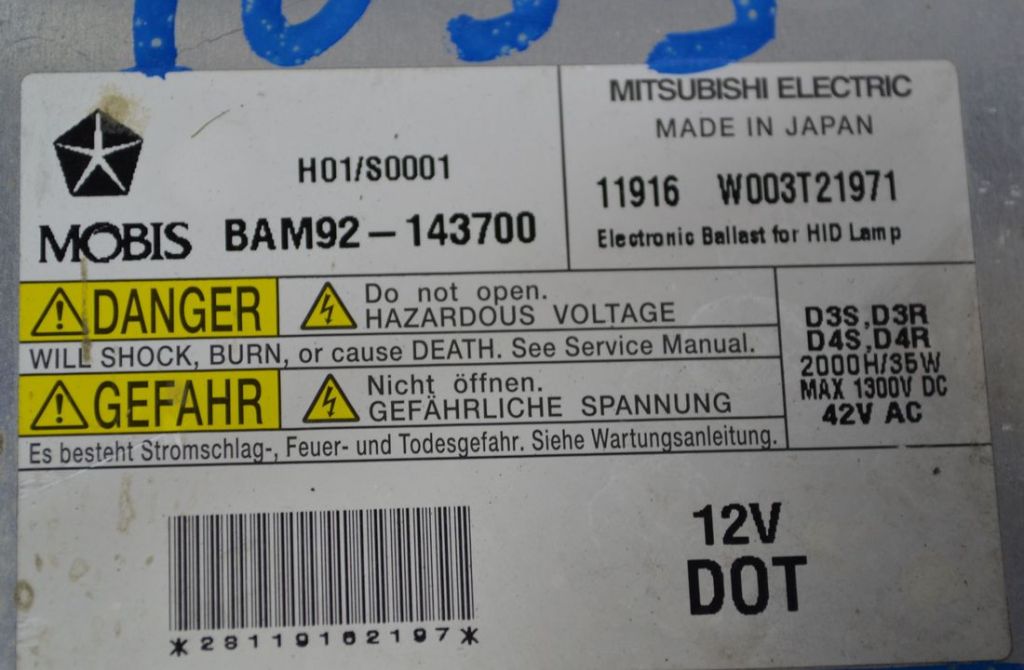 H01/S0001
MOBIS BAM92-143700
MITSUBISHI ELECTRIC
MADE IN JAPAN
11916 W003T21971
Electronic Ballast for HID Lamp
DANGER
Do not open.
HAZARDOUS VOLTAGE
WILL SHOCK, BURN, or cause DEATH. See Service Manual.
GEFAHR
Nicht öffnen.
GEFÄHRLICHE SPANNUNG
Es besteht Stromschlag-, Feuer- und Todesgefahr. Siehe Wartungsanleitung.
D3S,D3R
D4S,D4R
2000H/35W
MAX 1300V DC
42V AC
12V
DOT
*28119162197*